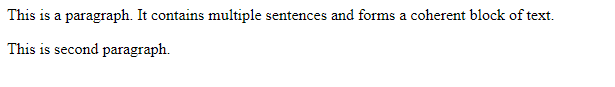 This is a paragraph. It contains multiple sentences and forms a coherent block of text.
This is second paragraph.